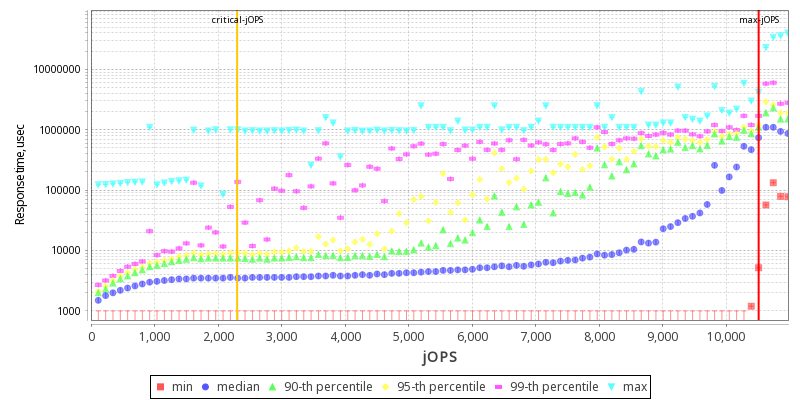 critical-jOPS max-jOPS
10000000
1000000
100000
10000
1000
Response time, usec
0 1,000 2,000 3,000 4,000 5,000 6,000 7,000 8,000 9,000 10,000
jOPS
min median 90-th percentile 95-th percentile 99-th percentile max